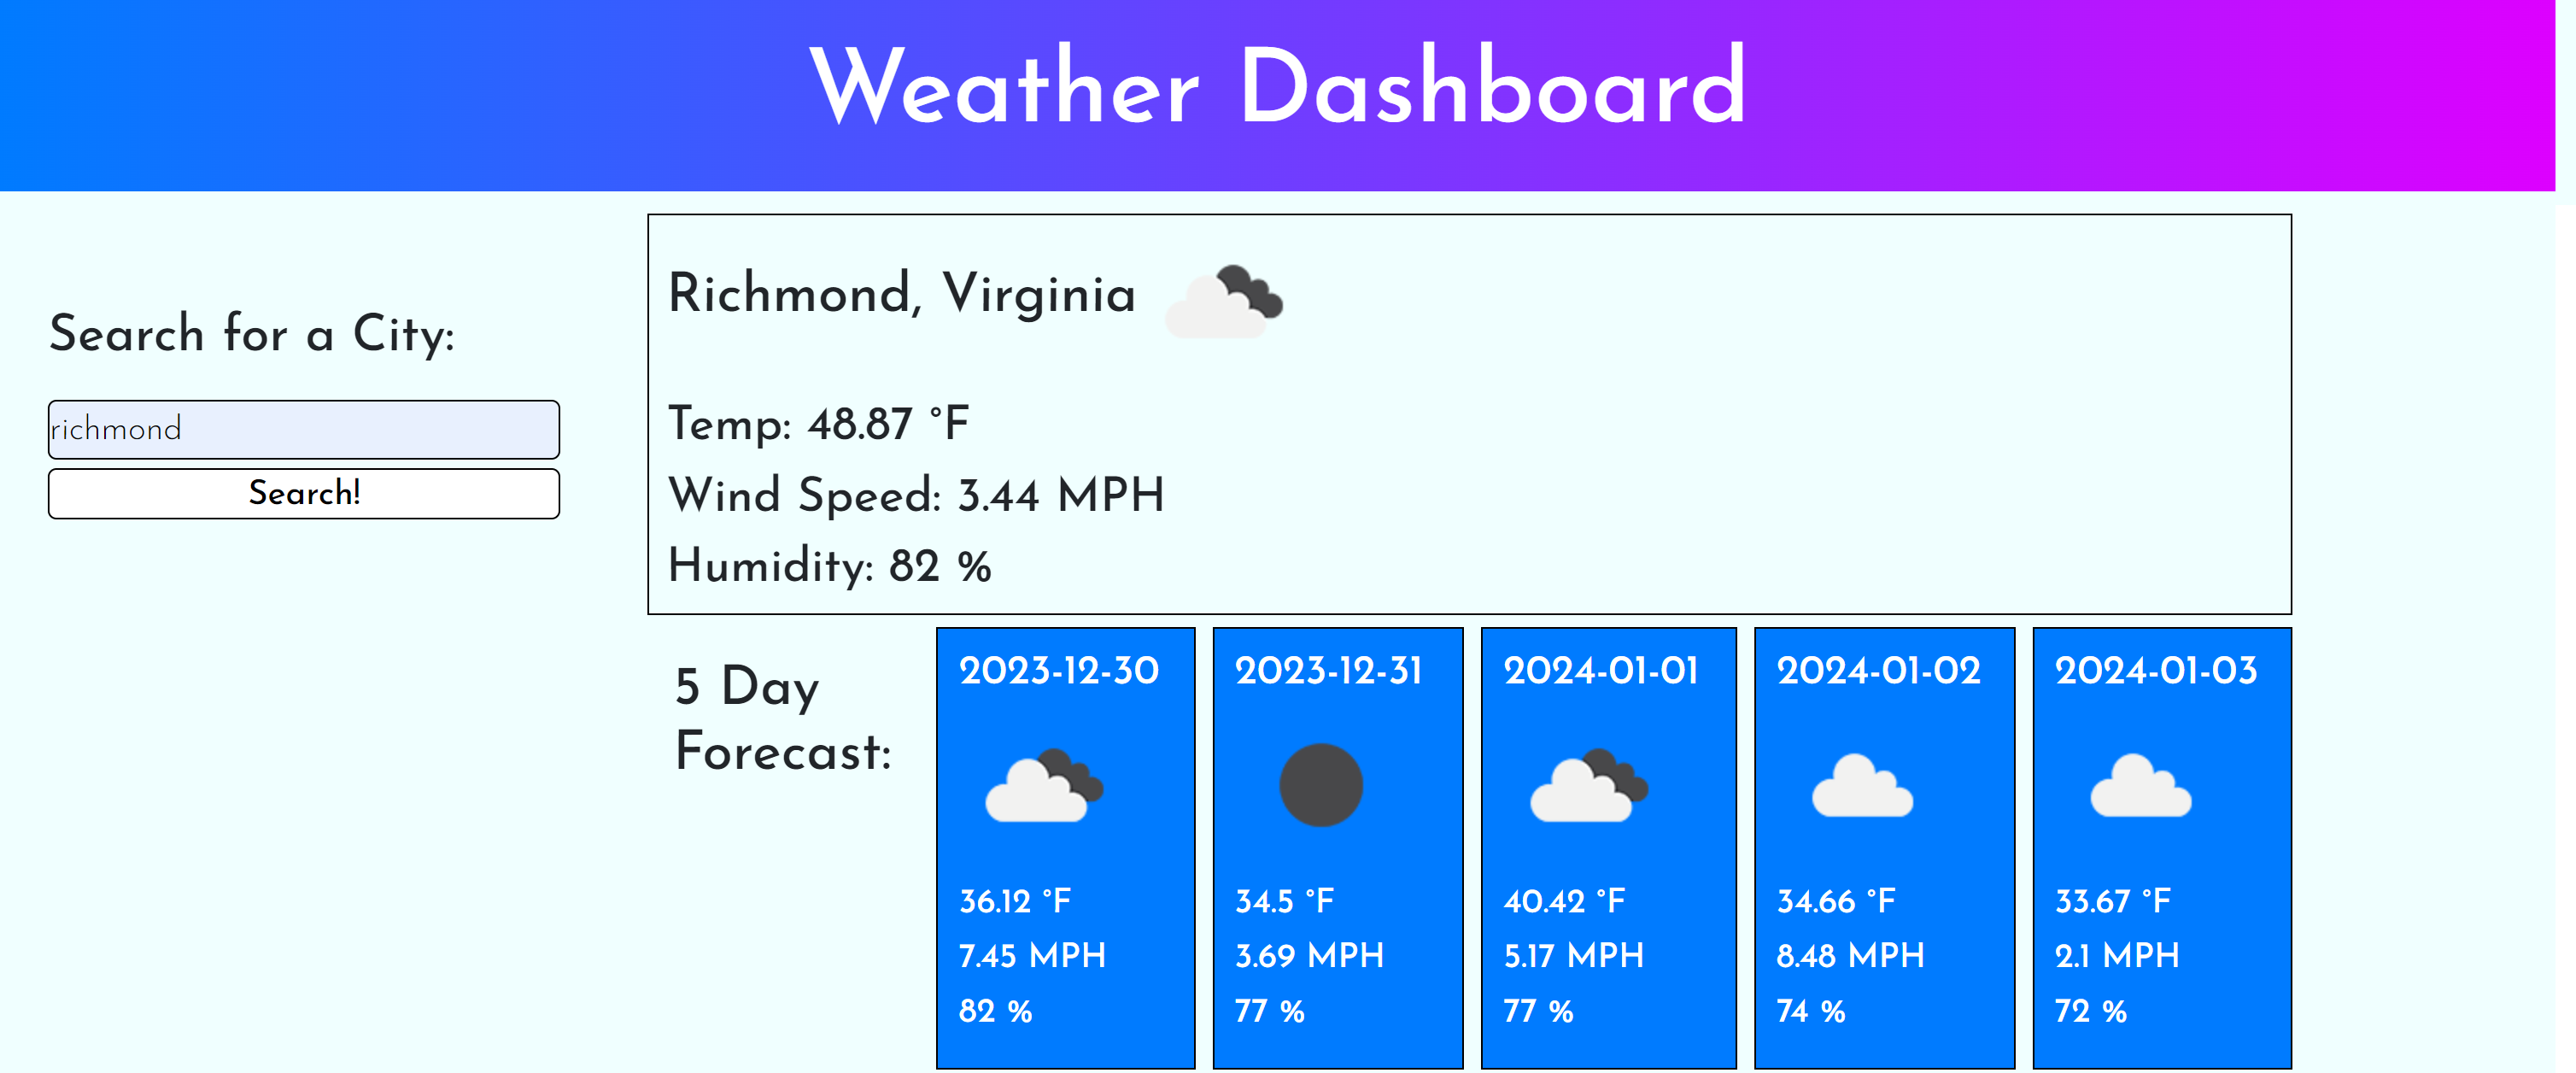 Weather Dashboard
Search for a City:
richmond
Search!
Richmond, Virginia
Temp: 48.87 °F
Wind Speed: 3.44 MPH
Humidity: 82 %
5 Day
Forecast:
2023-12-30
36.12 °F
7.45 MPH
82 %
2023-12-31
34.5 °F
3.69 MPH
77 %
2024-01-01
40.42 °F
5.17 MPH
77 %
2024-01-02
34.66 °F
8.48 MPH
74 %
2024-01-03
33.67 °F
2.1 MPH
72 %